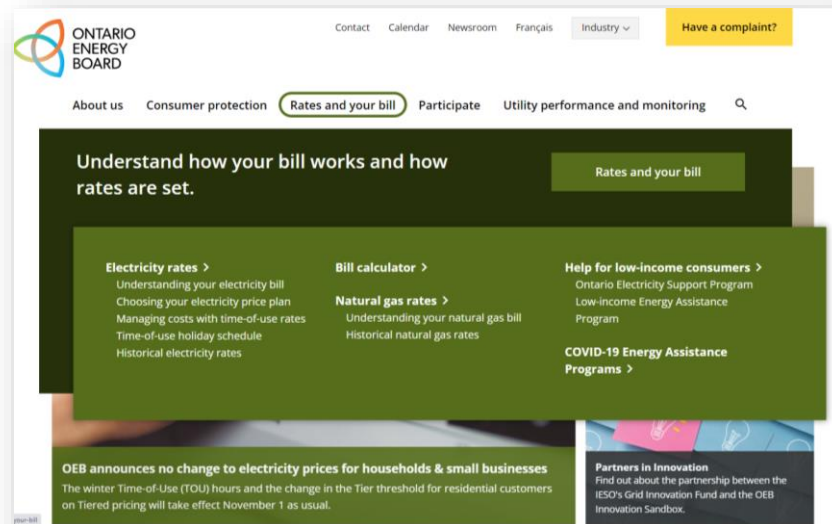 ONTARIO
ENERGY
BOARD
Contact Calendar Newsroom Français Industry
Have a complaint?
About us Consumer protection Rates and your bill Participate Utility performance and monitoring
Understand how your bill works and how
rates are set.
Rates and your bill
Electricity rates >
Understanding your electricity bill
Choosing your electricity price plan
Managing costs with time-of-use rates
Time-of-use holiday schedule
Historical electricity rates
Bill calculator >
Natural gas rates >
Understanding your natural gas bill
Historical natural gas rates
Help for low-income consumers >
Ontario Electricity Support Program
Low-income Energy Assistance
Program
COVID-19 Energy Assistance
Programs >
OEB announces no change to electricity prices for households & small businesses
The winter Time-of-Use (TOU) hours and the change in the Tier threshold for residential customers
on Tiered pricing will take effect November 1 as usual.
Partners in Innovation
Find out about the partnership between the
IESO's Grid Innovation Fund and the OEB
Innovation Sandbox.
your-bill